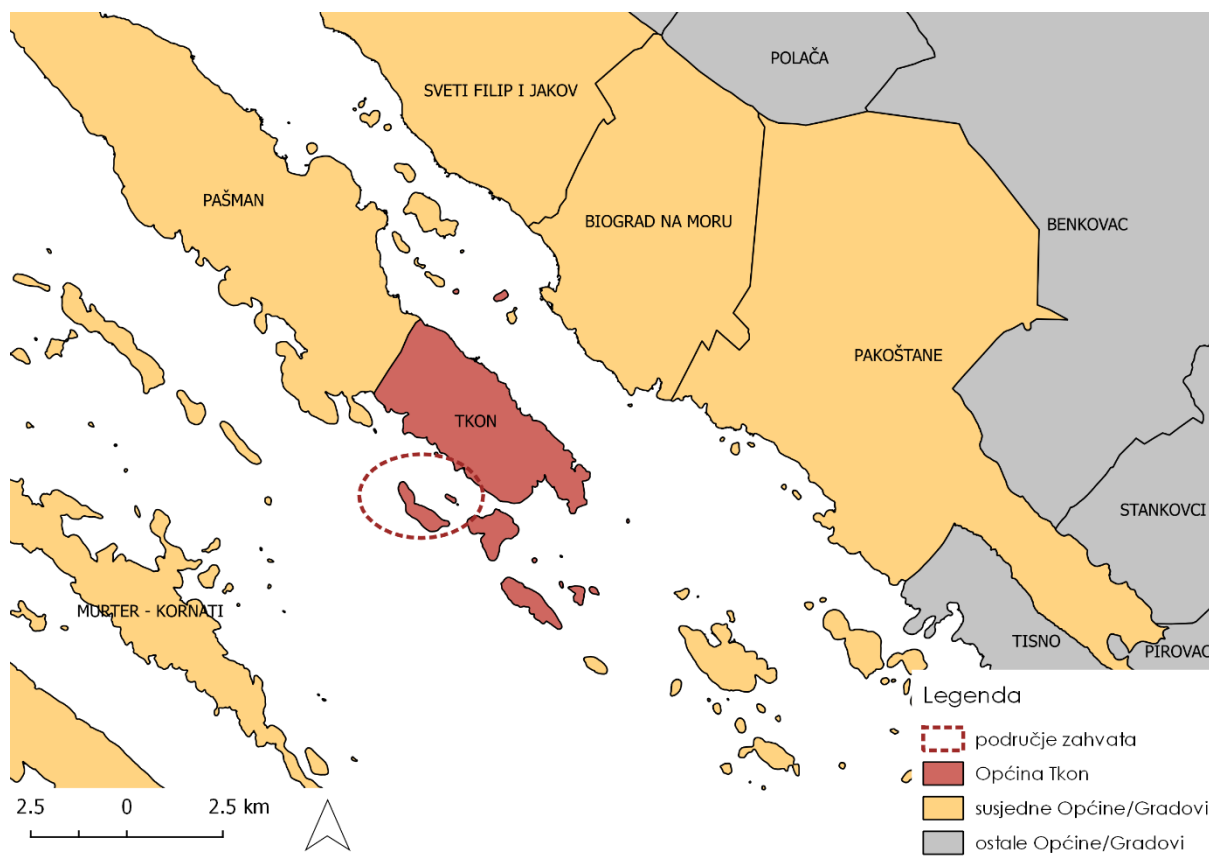 POLAČA
SVETI FILIP I JAKOV
PAŠMAN
BIOGRAD NA MORU
BENKOVAC
PAKOŠTANE
TKON
STANKOVCI
MURTER - KORNATI
TISNO
PIROVAC
Legenda
područje zahvata
Općina Tkon
susjedne Općine/Gradovi
ostale Općine/Gradovi
2.5 0 2.5 km